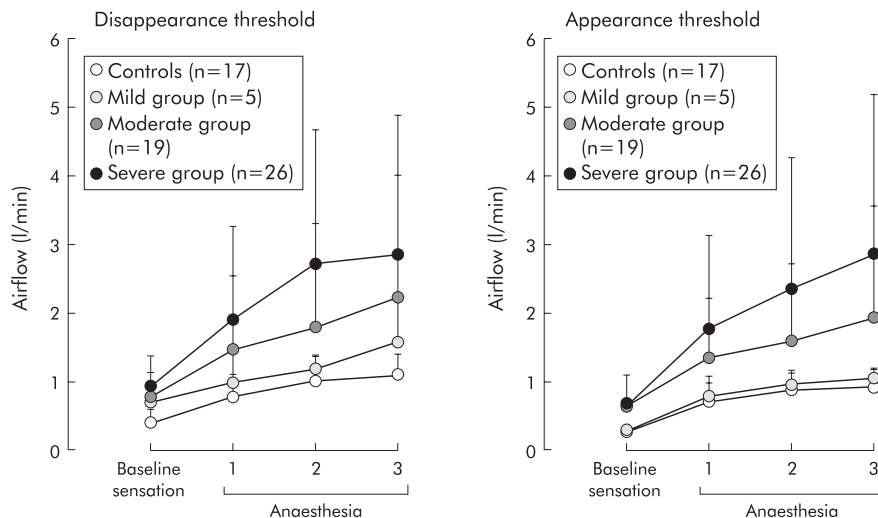 Disappearance threshold
6
5
4
3
2
1
0
Airflow (l/min)
Controls (n=17)
Mild group (n=5)
Moderate group
(n=19)
Severe group (n=26)
Baseline
sensation
1
2
3
Anaesthesia
Appearance threshold
6
5
4
3
2
1
0
Airflow (l/min)
Controls (n=17)
Mild group (n=5)
Moderate group
(n=19)
Severe group (n=26)
Baseline
sensation
1
2
3
Anaesthesia